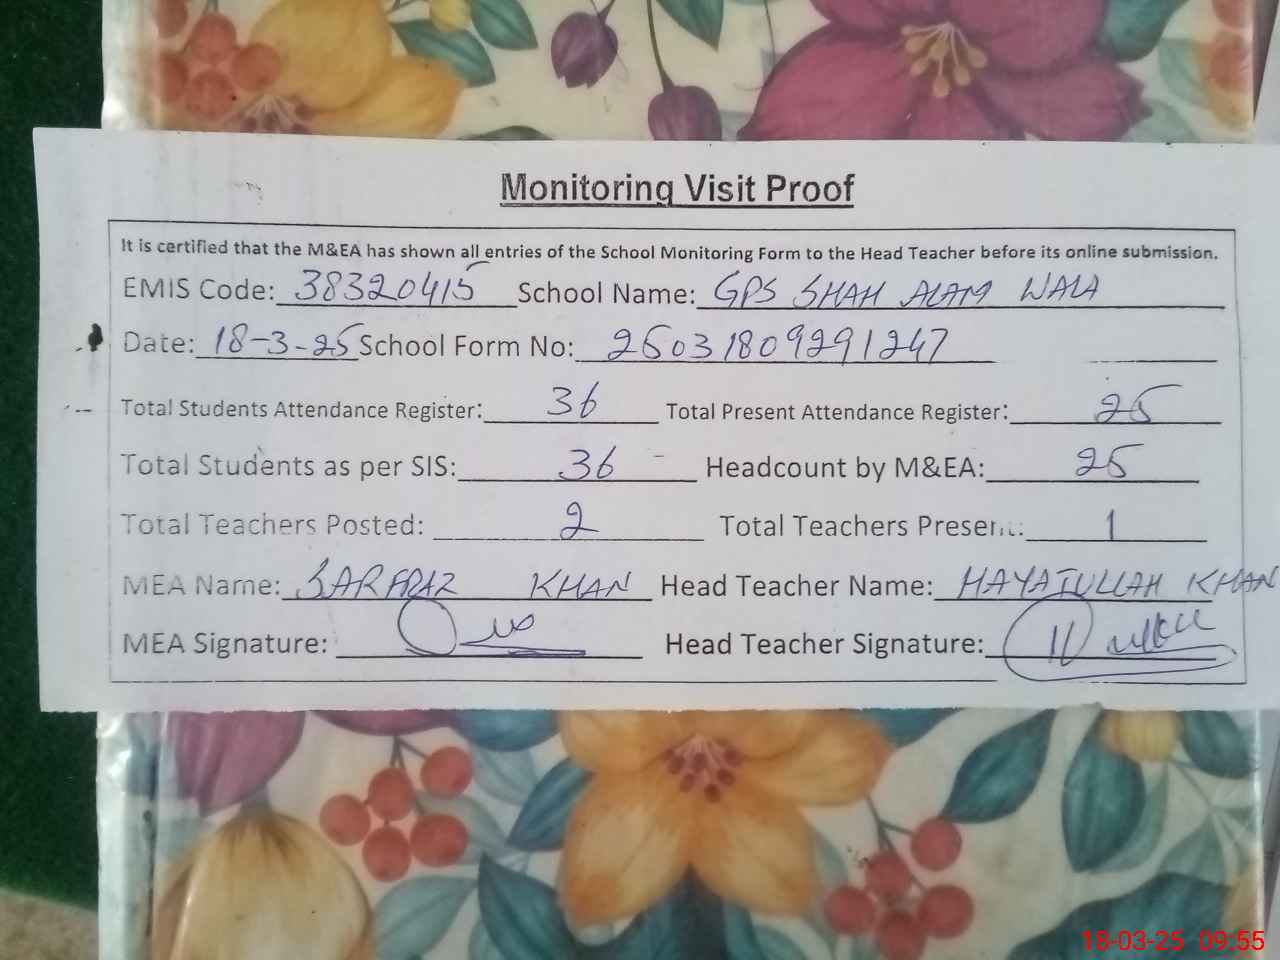 Monitoring Visit Proof
It is certified that the M&EA has shown all entries of the School Monitoring Form to the Head Teacher before its online submission.
EMIS Code: 38320415 School Name: GPS SHAH ALAM WALA
Date: 18-3-25 School Form No: 25031809291247
Total Students Attendance Register: 36 Total Present Attendance Register: 25
Total Students as per SIS: 36 Headcount by M&EA: 25
Total Teachers Posted: 2 Total Teachers Present: 1
MEA Name: SARFRAZ KHAN Head Teacher Name: HAYATULLAH KHAN
MEA Signature: Head Teacher Signature:
18-03-25 09:55